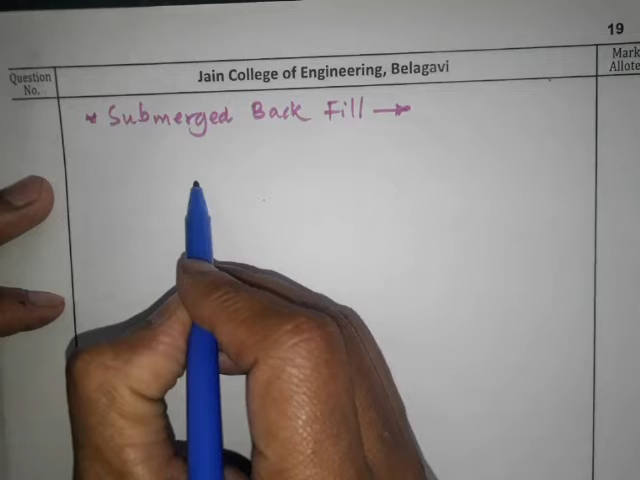 19
Question No.
Jain College of Engineering, Belagavi
Mark
Allote
* Submerged Back Fill →